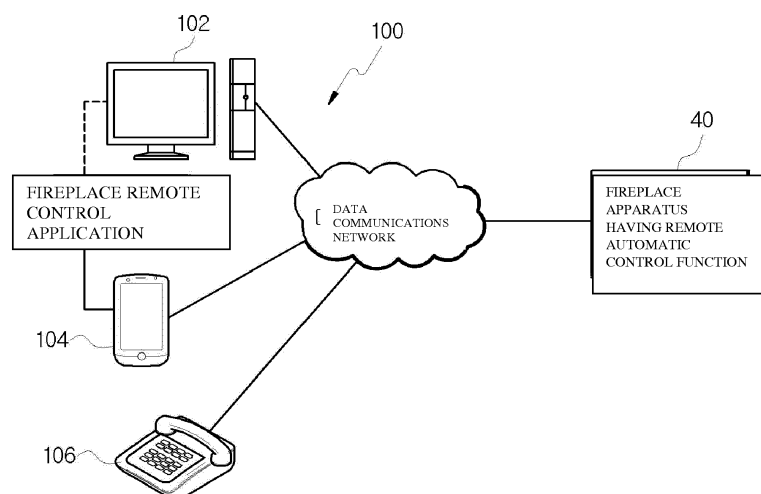 102
100
40
FIREPLACE REMOTE
CONTROL
APPLICATION
DATA
COMMUNICATIONS
NETWORK
FIREPLACE
APPARATUS
HAVING REMOTE
AUTOMATIC
CONTROL FUNCTION
104
106